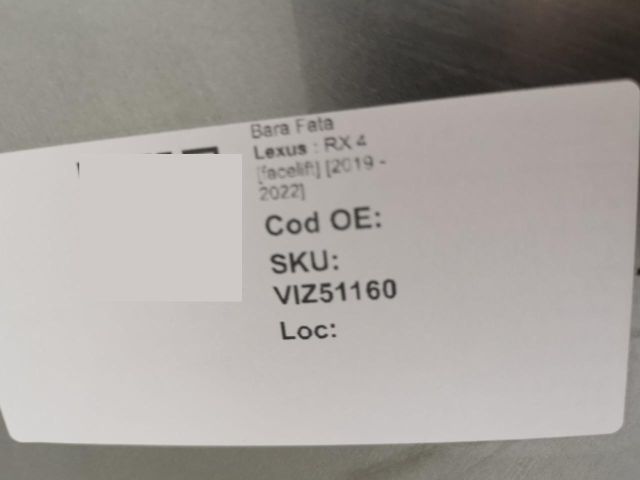 Bara Fata
Lexus : RX 4
[facelift] [2019 -
2022]
Cod OE:
SKU:
VIZ51160
Loc: